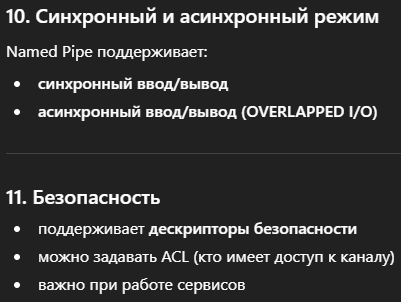 10. Синхронный и асинхронный режим
Named Pipe поддерживает:
• синхронный ввод/вывод
• асинхронный ввод/вывод (OVERLAPPED I/O)
11. Безопасность
• поддерживает дескрипторы безопасности
• можно задавать ACL (кто имеет доступ к каналу)
• важно при работе сервисов